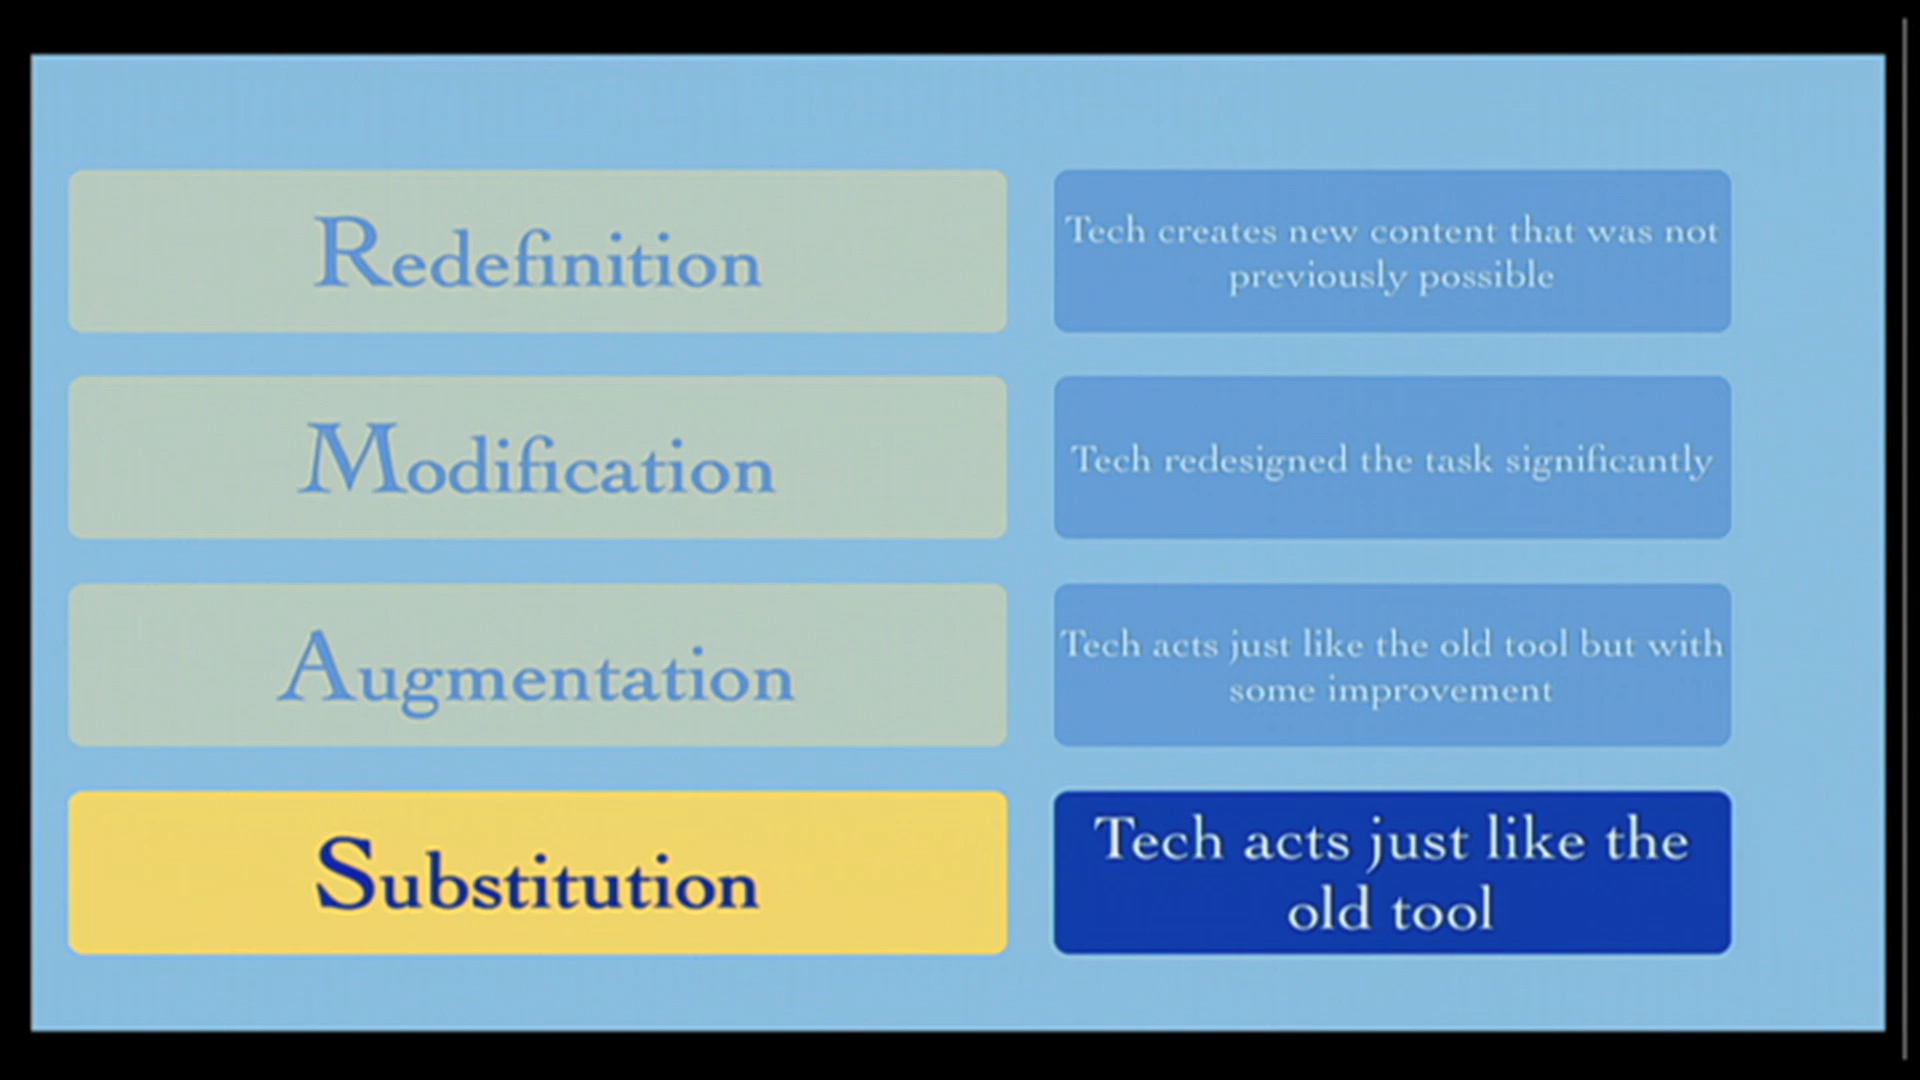 Redefinition
Tech creates new content that was not
previously possible
Modification
Tech redesigned the task significantly
Augmentation
Tech acts just like the old tool but with
some improvement
Substitution
Tech acts just like the
old tool